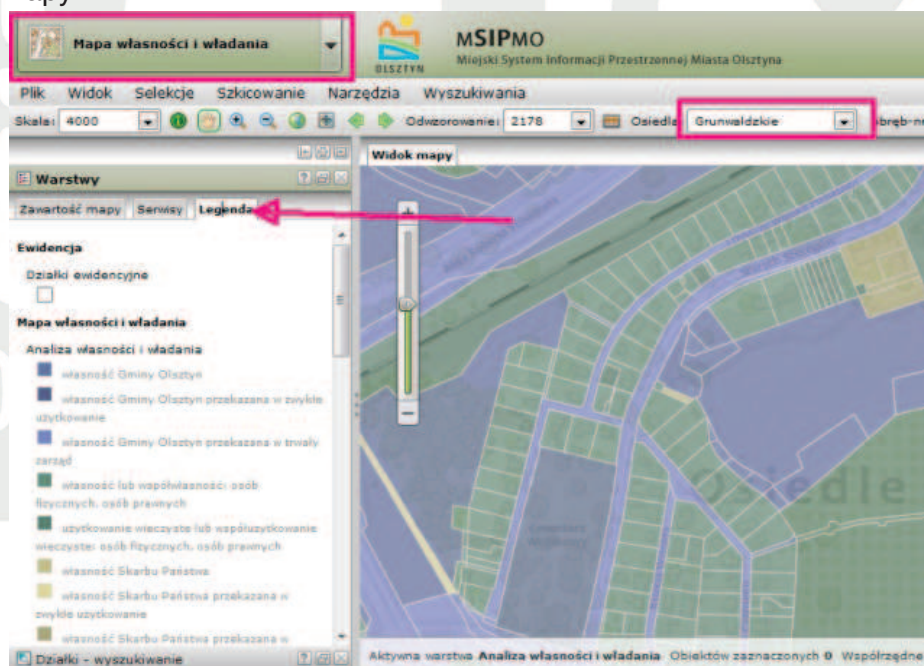 Mapa własności i władania
OLSZTYN
MSIPMO
Miejski System Informacji Przestrzennej Miasta Olsztyna
Plik Widok Selekcje Szkicowanie Narzędzia Wyszukiwania
Skala: 4000 Odwzorowanie: 2178 Osiedla Grunwaldzkie obręb-nr
Warstwy
Widok mapy
Zawartość mapy Serwisy Legenda
Ewidencja
Działki ewidencyjne
Mapa własności i władania
Analiza własności i władania
własność Gminy Olsztyn
własność Gminy Olsztyn przekazana w zwykłe
użytkowanie
własność Gminy Olsztyn przekazana w trwały
zarząd
własność lub współwłasność: osób
fizycznych, osób prawnych
użytkowanie wieczyste lub współużytkowanie
wieczyste: osób fizycznych, osób prawnych
własność Skarbu Państwa
własność Skarbu Państwa przekazana w
zwykłe użytkowanie
własność Skarbu Państwa przekazana w
Osiedle
Działki - wyszukiwanie
Aktywna warstwa Analiza własności i władania Obiektów zaznaczonych 0 Współrzędne